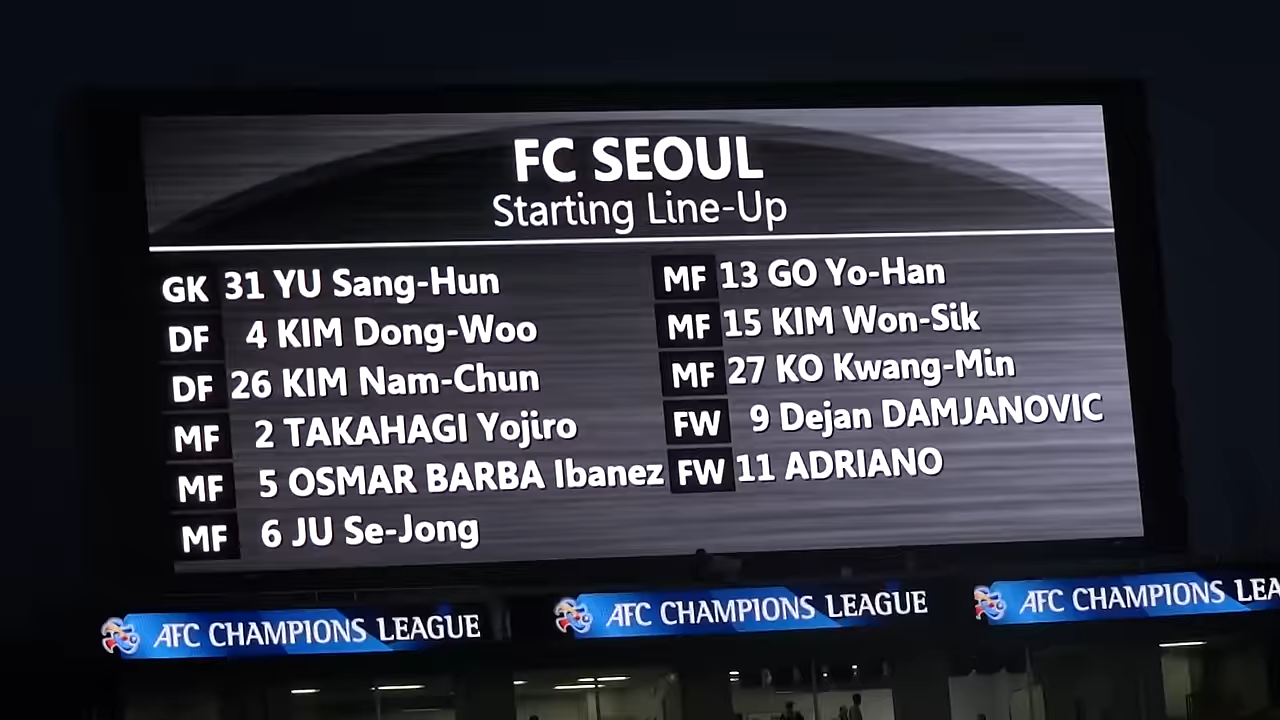 FC SEOUL
Starting Line-Up
GK 31 YU Sang-Hun
DF 4 KIM Dong-Woo
DF 26 KIM Nam-Chun
MF 2 TAKAHAGI Yojiro
MF 5 OSMAR BARBA Ibanez
MF 6 JU Se-Jong
MF 13 GO Yo-Han
MF 15 KIM Won-Sik
MF 27 KO Kwang-Min
FW 9 Dejan DAMJANOVIC
FW 11 ADRIANO
AFC CHAMPIONS LEAGUE
AFC CHAMPIONS LEAGUE
AFC CHAMPIONS LEA